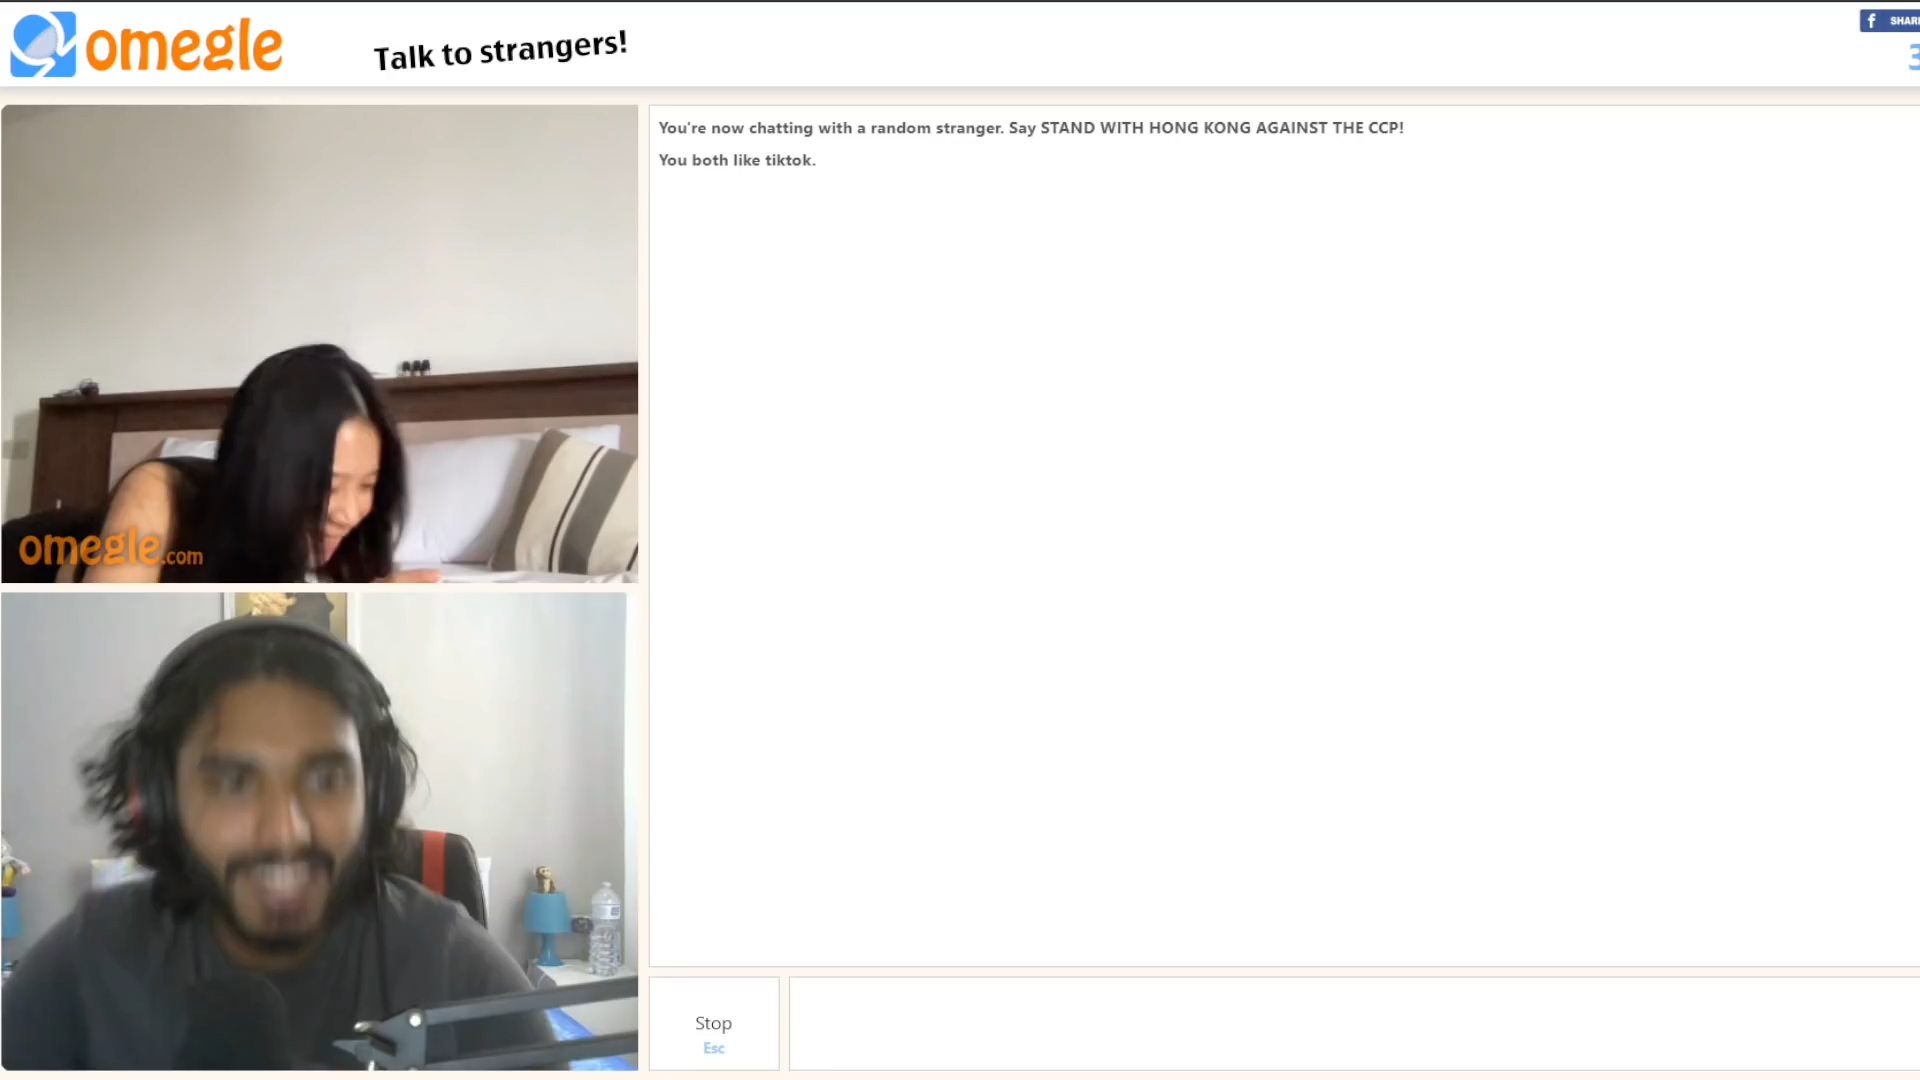 omegle
Talk to strangers!
SHARE
You're now chatting with a random stranger. Say STAND WITH HONG KONG AGAINST THE CCP!
You both like tiktok.
omegle.com
Stop
Esc